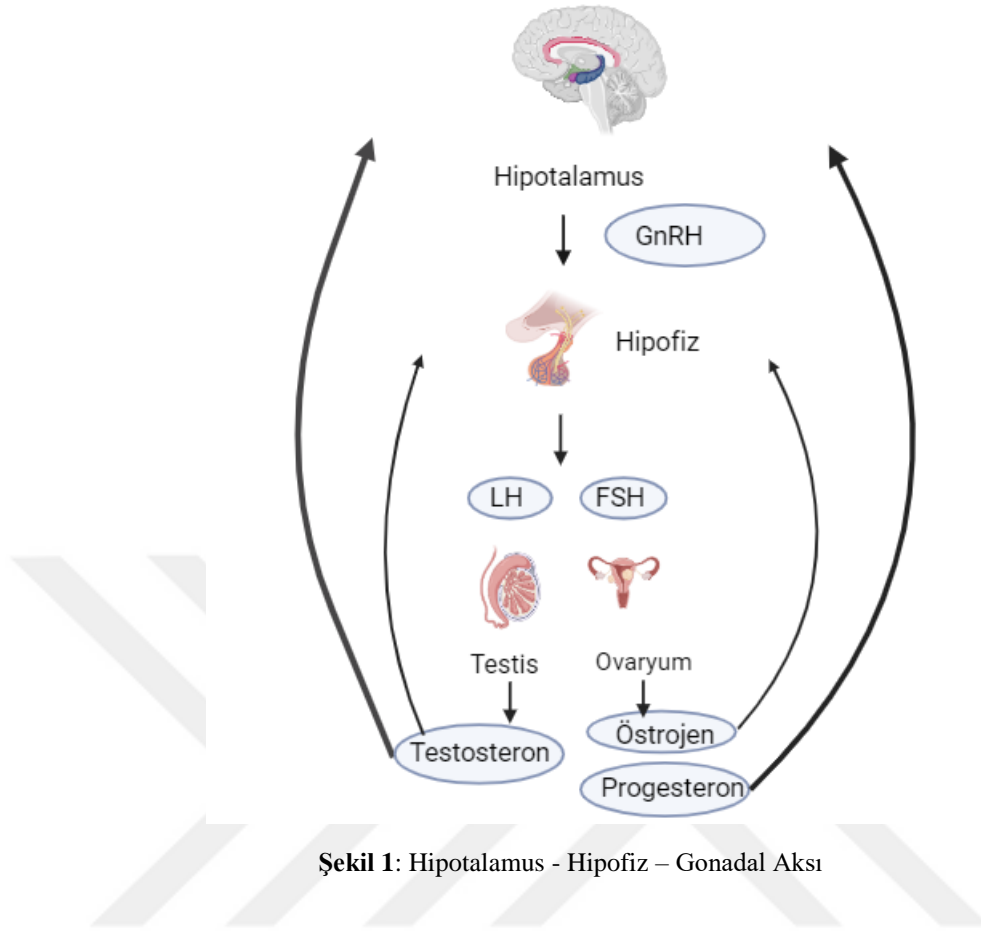 Hipotalamus
GnRH
Hipofiz
LH
FSH
Testis
Ovaryum
Testosteron
Östrojen
Progesteron
Şekil 1: Hipotalamus - Hipofiz – Gonadal Aksı